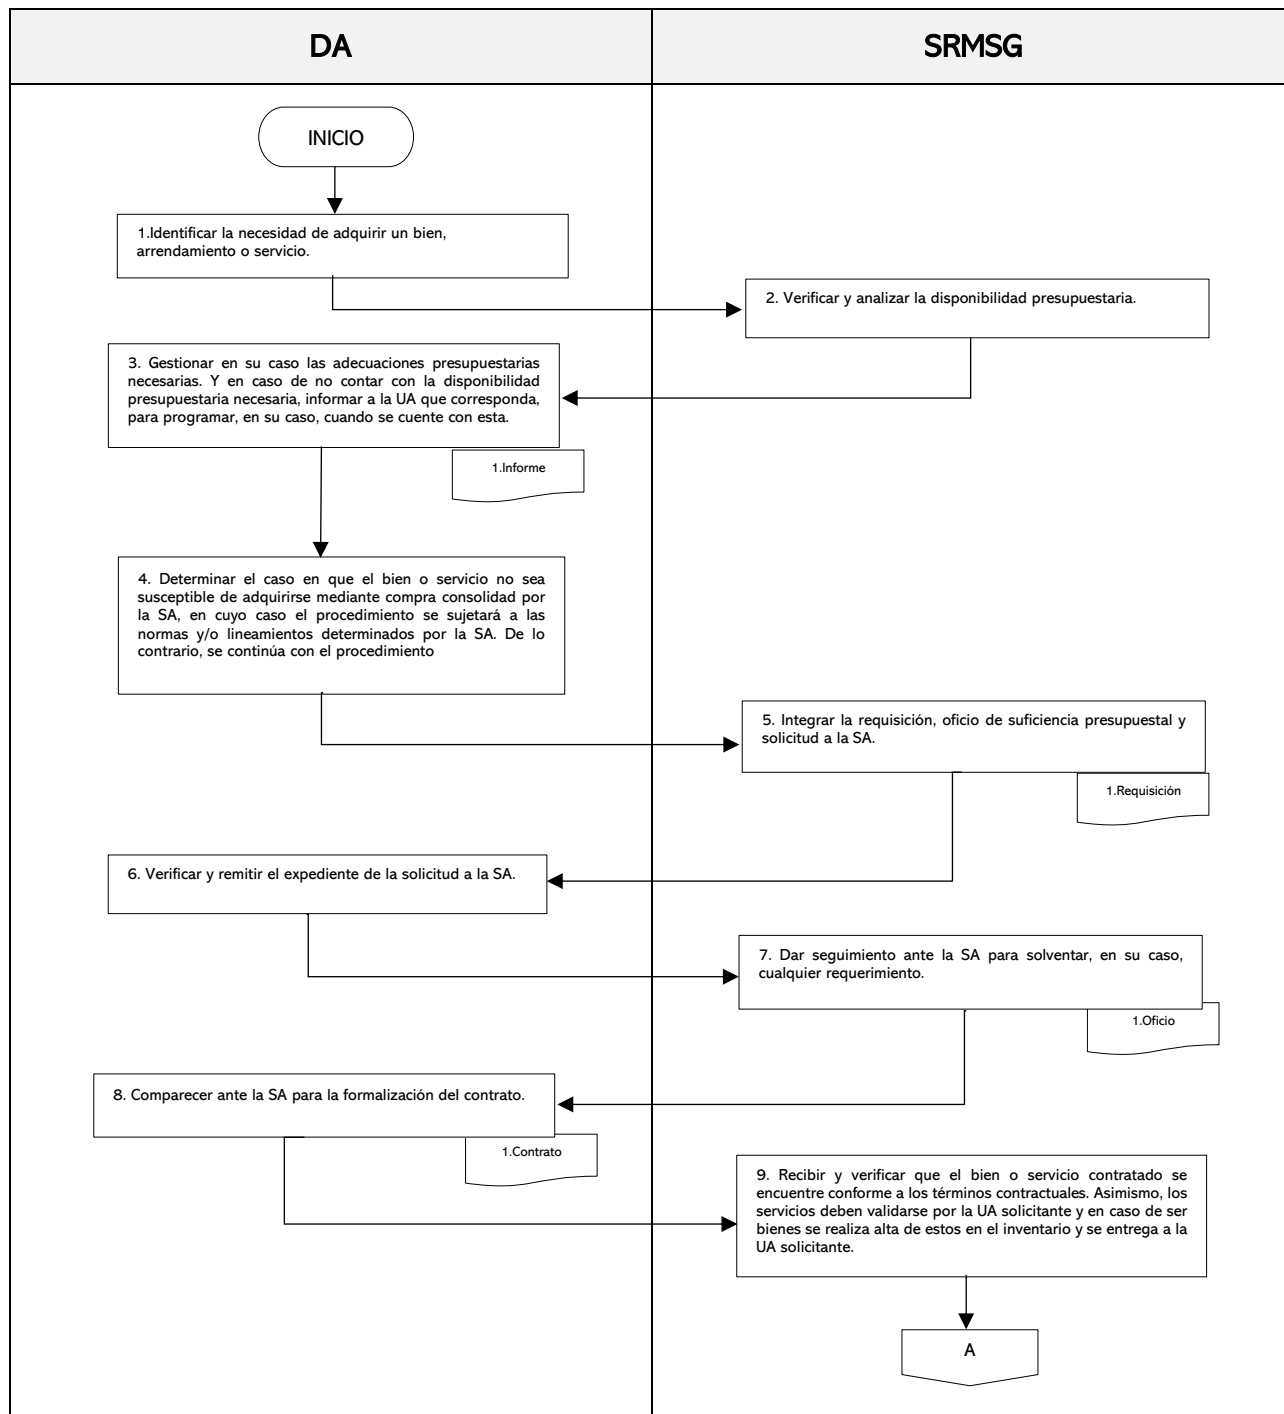 DA
SRMSG
INICIO
1.Identificar la necesidad de adquirir un bien,
arrendamiento o servicio.
2. Verificar y analizar la disponibilidad presupuestaria.
3. Gestionar en su caso las adecuaciones presupuestarias
necesarias. Y en caso de no contar con la disponibilidad
presupuestaria necesaria, informar a la UA que corresponda,
para programar, en su caso, cuando se cuente con esta.
1.Informe
4. Determinar el caso en que el bien o servicio no sea
susceptible de adquirirse mediante compra consolidad por
la SA, en cuyo caso el procedimiento se sujetará a las
normas y/o lineamientos determinados por la SA. De lo
contrario, se continúa con el procedimiento
5. Integrar la requisición, oficio de suficiencia presupuestal y
solicitud a la SA.
1.Requisición
6. Verificar y remitir el expediente de la solicitud a la SA.
7. Dar seguimiento ante la SA para solventar, en su caso,
cualquier requerimiento.
1.Oficio
8. Comparecer ante la SA para la formalización del contrato.
1.Contrato
9. Recibir y verificar que el bien o servicio contratado se
encuentre conforme a los términos contractuales. Asimismo, los
servicios deben validarse por la UA solicitante y en caso de ser
bienes se realiza alta de estos en el inventario y se entrega a la
UA solicitante.
A